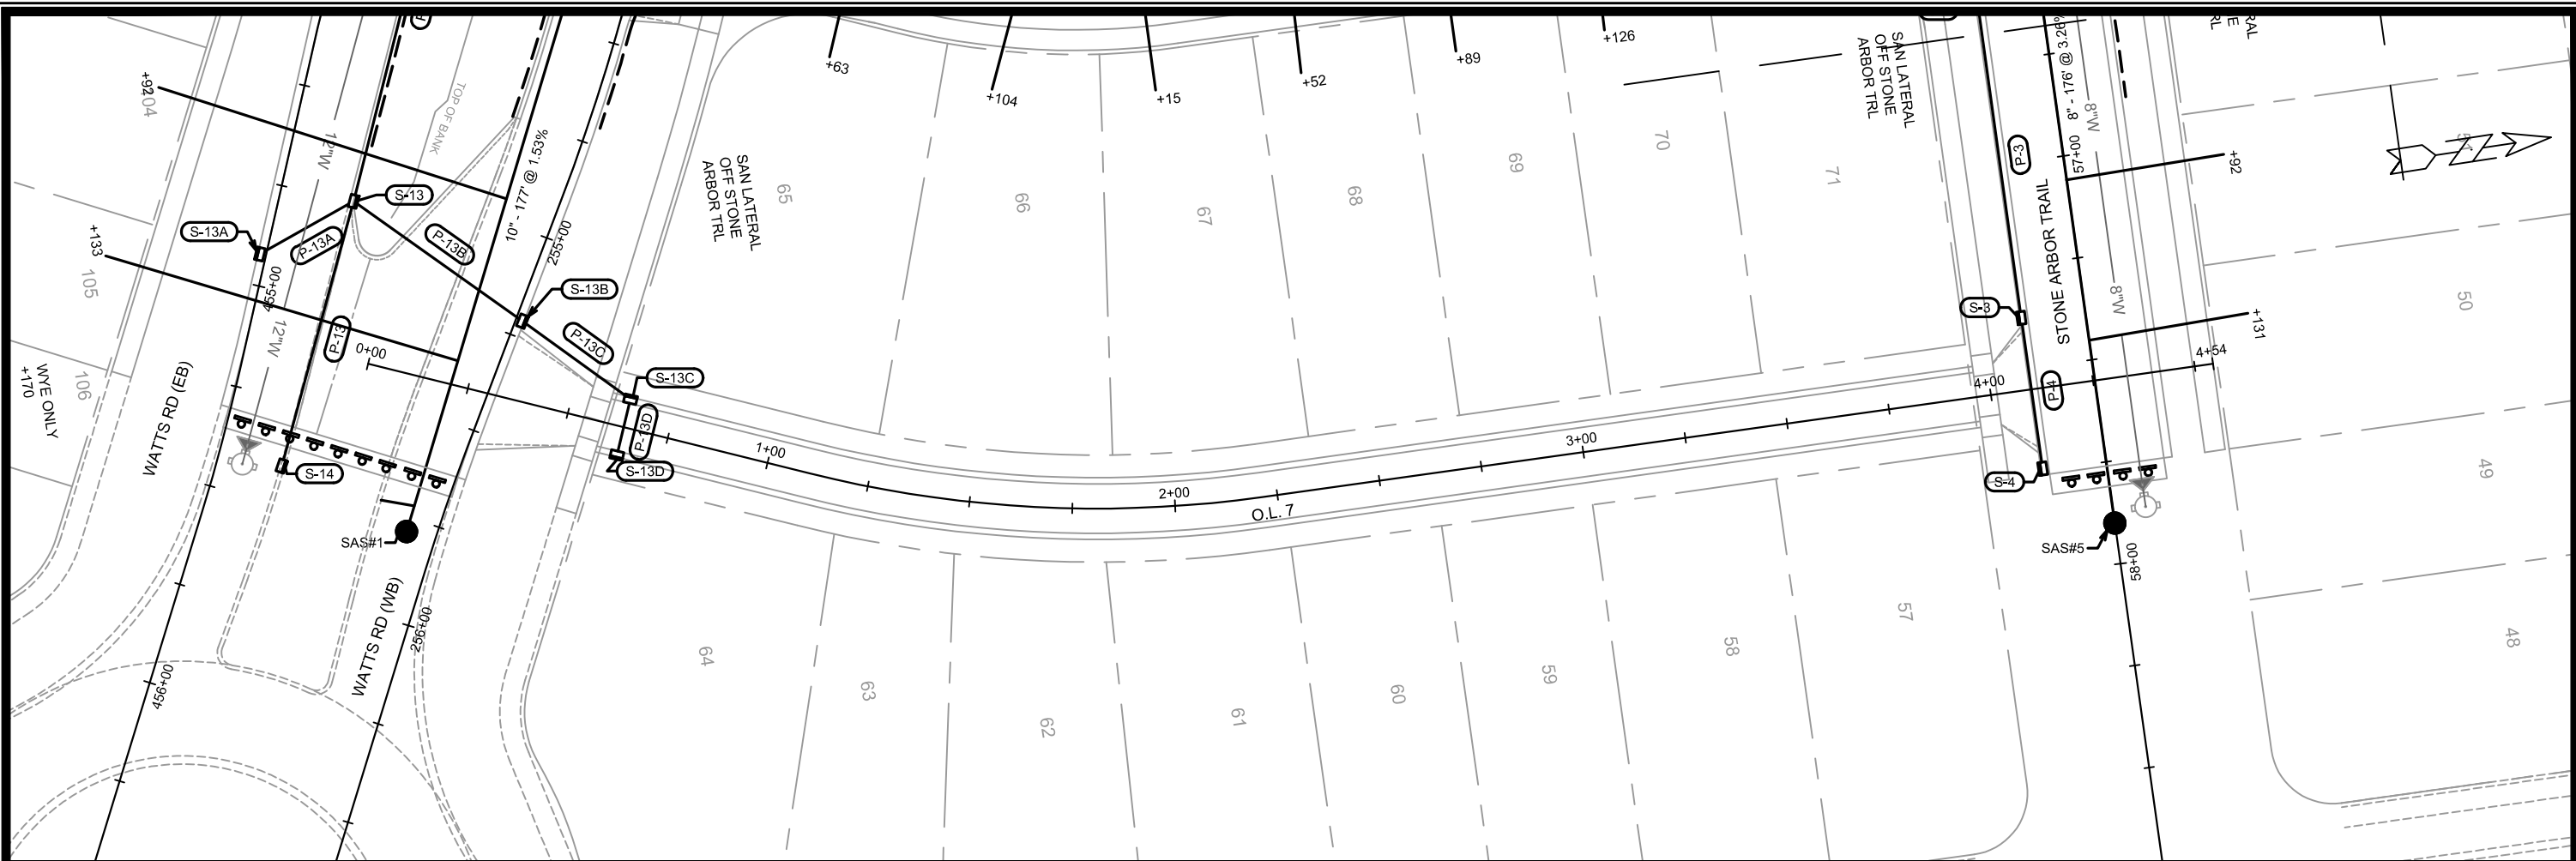 +63
+104
+15
+52
+89
+126
+92
104
TOP OF BANK
12"W
S-13
S-13A
P-13A
P-13B
10" - 177' @ 1.53%
255+00
SAN LATERAL
OFF STONE
ARBOR TRL
65
66
67
68
69
70
71
SAN LATERAL
OFF STONE
ARBOR TRL
P-3
57+00
8" - 176' @ 3.26%
8"W
+92
51
+133
105
455+00
12"W
P-13
S-13B
P-13C
0+00
S-13C
P-13D
S-13D
WYE ONLY
+170
106
WATTS RD (EB)
S-14
SAS#1
WATTS RD (WB)
256+00
456+00
1+00
2+00
O.L. 7
3+00
4+00
4+54
S-3
STONE ARBOR TRAIL
8"W
+131
50
P-4
S-4
SAS#5
58+00
49
48
64
63
62
61
60
59
58
57